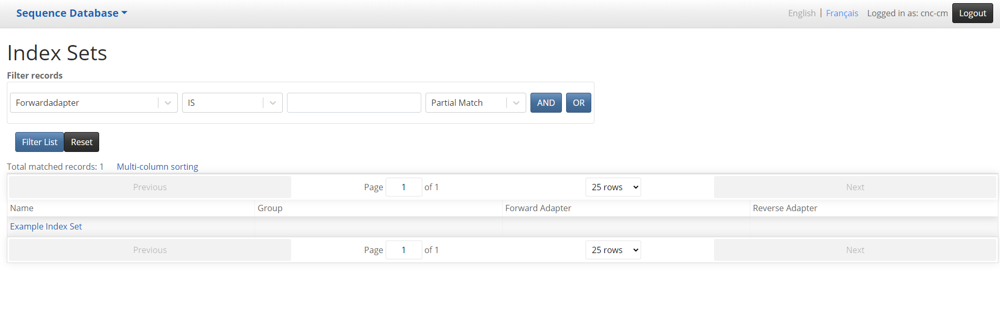 Sequence Database English | Français Logged in as: cnc-cm Logout
Index Sets
Filter records
Forwardadapter IS Partial Match AND OR
Filter List Reset
Total matched records: 1 Multi-column sorting
Previous Page 1 of 1 25 rows Next
Name Group Forward Adapter Reverse Adapter
Example Index Set
Previous Page 1 of 1 25 rows Next